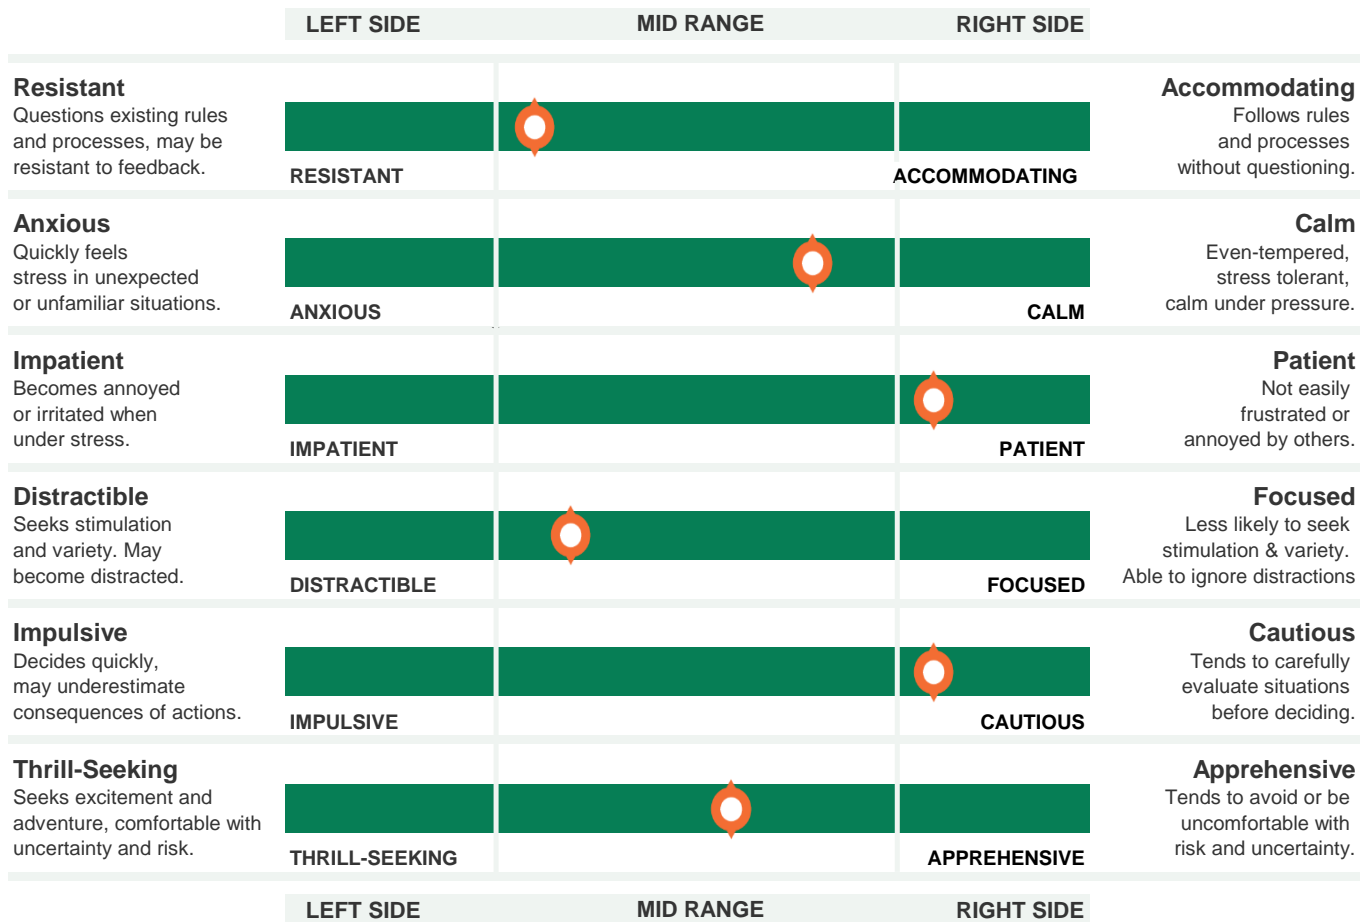 LEFT SIDE MID RANGE RIGHT SIDE
Resistant
Questions existing rules
and processes, may be
resistant to feedback.
RESISTANT ACCOMMODATING
Accommodating
Follows rules
and processes
without questioning.
Anxious
Quickly feels
stress in unexpected
or unfamiliar situations.
ANXIOUS CALM
Calm
Even-tempered,
stress tolerant,
calm under pressure.
Impatient
Becomes annoyed
or irritated when
under stress.
IMPATIENT PATIENT
Patient
Not easily
frustrated or
annoyed by others.
Distractible
Seeks stimulation
and variety. May
become distracted.
DISTRACTIBLE FOCUSED
Focused
Less likely to seek
stimulation & variety.
Able to ignore distractions
Impulsive
Decides quickly,
may underestimate
consequences of actions.
IMPULSIVE CAUTIOUS
Cautious
Tends to carefully
evaluate situations
before deciding.
Thrill-Seeking
Seeks excitement and
adventure, comfortable with
uncertainty and risk.
THRILL-SEEKING APPREHENSIVE
Apprehensive
Tends to avoid or be
uncomfortable with
risk and uncertainty.
LEFT SIDE MID RANGE RIGHT SIDE